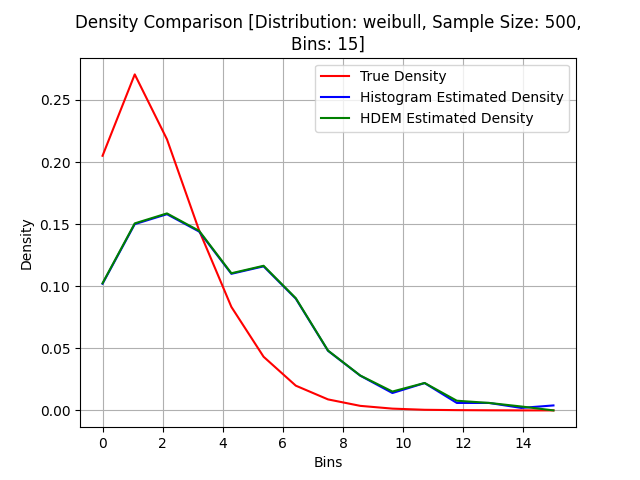 Density Comparison [Distribution: weibull, Sample Size: 500,
Bins: 15]
True Density
Histogram Estimated Density
HDEM Estimated Density
Density
0.25
0.20
0.15
0.10
0.05
0.00
0 2 4 6 8 10 12 14
Bins